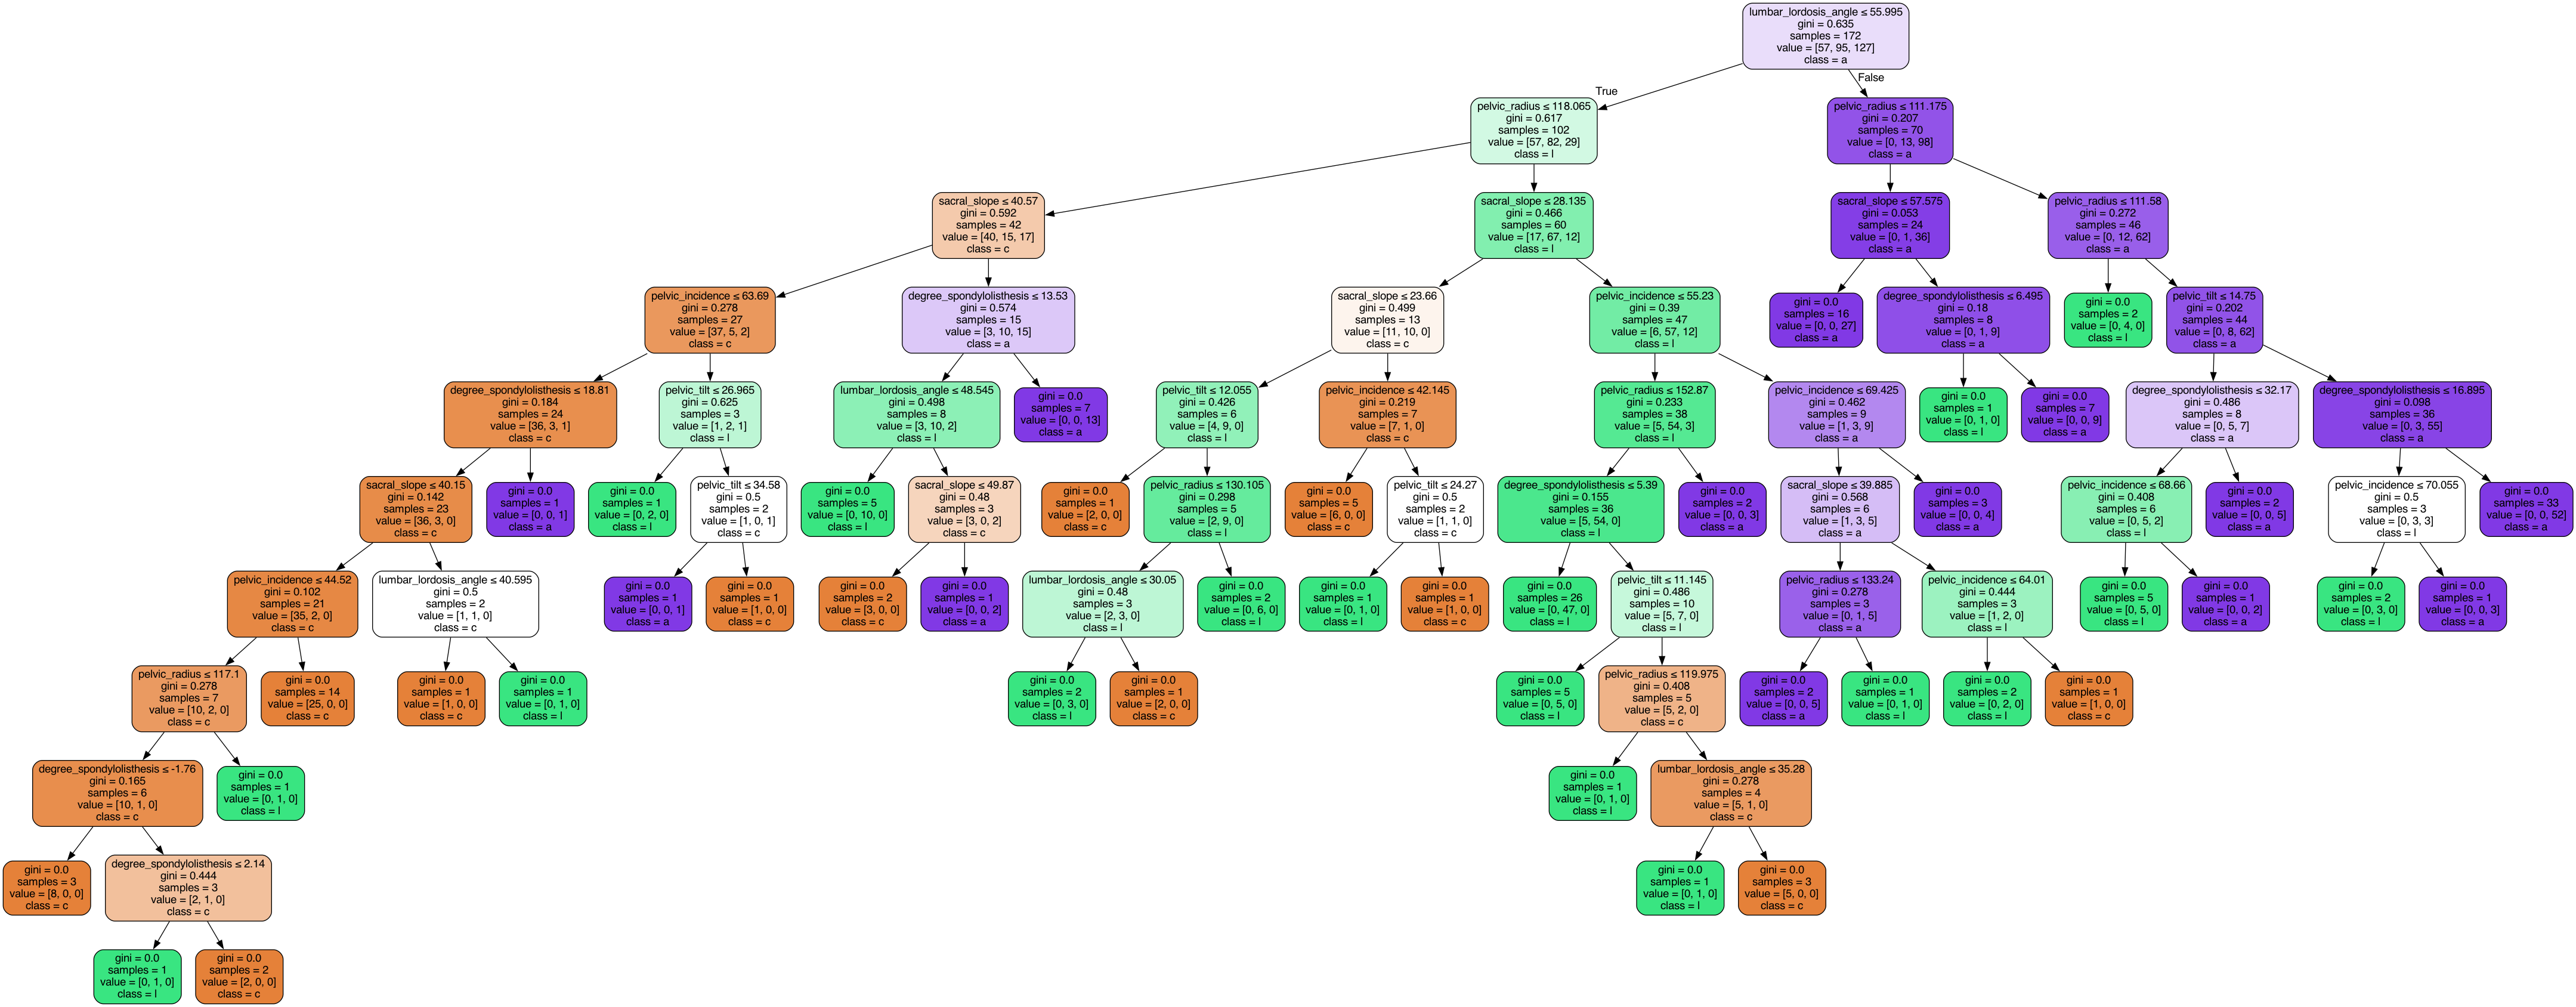 lumbar_lordosis_angle ≤ 55.995
gini = 0.635
samples = 172
value = [57, 95, 127]
class = a
True
False
pelvic_radius ≤ 118.065
gini = 0.617
samples = 102
value = [57, 82, 29]
class = l
pelvic_radius ≤ 111.175
gini = 0.207
samples = 70
value = [0, 13, 98]
class = a
sacral_slope ≤ 40.57
gini = 0.592
samples = 42
value = [40, 15, 17]
class = c
sacral_slope ≤ 28.135
gini = 0.466
samples = 60
value = [17, 67, 12]
class = l
sacral_slope ≤ 57.575
gini = 0.053
samples = 24
value = [0, 1, 36]
class = a
pelvic_radius ≤ 111.58
gini = 0.272
samples = 46
value = [0, 12, 62]
class = a
pelvic_incidence ≤ 63.69
gini = 0.278
samples = 27
value = [37, 5, 2]
class = c
degree_spondylolisthesis ≤ 13.53
gini = 0.574
samples = 15
value = [3, 10, 15]
class = a
sacral_slope ≤ 23.66
gini = 0.499
samples = 13
value = [11, 10, 0]
class = c
pelvic_incidence ≤ 55.23
gini = 0.39
samples = 47
value = [6, 57, 12]
class = l
gini = 0.0
samples = 16
value = [0, 0, 27]
class = a
degree_spondylolisthesis ≤ 6.495
gini = 0.18
samples = 8
value = [0, 1, 9]
class = a
gini = 0.0
samples = 2
value = [0, 4, 0]
class = l
pelvic_tilt ≤ 14.75
gini = 0.202
samples = 44
value = [0, 8, 62]
class = a
degree_spondylolisthesis ≤ 18.81
gini = 0.184
samples = 24
value = [36, 3, 1]
class = c
pelvic_tilt ≤ 26.965
gini = 0.625
samples = 3
value = [1, 2, 1]
class = l
lumbar_lordosis_angle ≤ 48.545
gini = 0.498
samples = 8
value = [3, 10, 2]
class = l
gini = 0.0
samples = 7
value = [0, 0, 13]
class = a
pelvic_tilt ≤ 12.055
gini = 0.426
samples = 6
value = [4, 9, 0]
class = l
pelvic_incidence ≤ 42.145
gini = 0.219
samples = 7
value = [7, 1, 0]
class = c
pelvic_radius ≤ 152.87
gini = 0.233
samples = 38
value = [5, 54, 3]
class = l
pelvic_incidence ≤ 69.425
gini = 0.462
samples = 9
value = [1, 3, 9]
class = a
gini = 0.0
samples = 1
value = [0, 1, 0]
class = l
gini = 0.0
samples = 7
value = [0, 0, 9]
class = a
degree_spondylolisthesis ≤ 32.17
gini = 0.486
samples = 8
value = [0, 5, 7]
class = a
degree_spondylolisthesis ≤ 16.895
gini = 0.098
samples = 36
value = [0, 3, 55]
class = a
sacral_slope ≤ 40.15
gini = 0.142
samples = 23
value = [36, 3, 0]
class = c
gini = 0.0
samples = 1
value = [0, 0, 1]
class = a
gini = 0.0
samples = 1
value = [0, 2, 0]
class = l
pelvic_tilt ≤ 34.58
gini = 0.5
samples = 2
value = [1, 0, 1]
class = c
gini = 0.0
samples = 5
value = [0, 10, 0]
class = l
sacral_slope ≤ 49.87
gini = 0.48
samples = 3
value = [3, 0, 2]
class = c
gini = 0.0
samples = 1
value = [2, 0, 0]
class = c
pelvic_radius ≤ 130.105
gini = 0.298
samples = 5
value = [2, 9, 0]
class = l
gini = 0.0
samples = 5
value = [6, 0, 0]
class = c
pelvic_tilt ≤ 24.27
gini = 0.5
samples = 2
value = [1, 1, 0]
class = c
degree_spondylolisthesis ≤ 5.39
gini = 0.155
samples = 36
value = [5, 54, 0]
class = l
gini = 0.0
samples = 2
value = [0, 0, 3]
class = a
sacral_slope ≤ 39.885
gini = 0.568
samples = 6
value = [1, 3, 5]
class = a
gini = 0.0
samples = 3
value = [0, 0, 4]
class = a
pelvic_incidence ≤ 68.66
gini = 0.408
samples = 6
value = [0, 5, 2]
class = l
gini = 0.0
samples = 2
value = [0, 0, 5]
class = a
pelvic_incidence ≤ 70.055
gini = 0.5
samples = 3
value = [0, 3, 3]
class = l
gini = 0.0
samples = 33
value = [0, 0, 52]
class = a
pelvic_incidence ≤ 44.52
gini = 0.102
samples = 21
value = [35, 2, 0]
class = c
lumbar_lordosis_angle ≤ 40.595
gini = 0.5
samples = 2
value = [1, 1, 0]
class = c
gini = 0.0
samples = 1
value = [0, 0, 1]
class = a
gini = 0.0
samples = 1
value = [1, 0, 0]
class = c
gini = 0.0
samples = 2
value = [3, 0, 0]
class = c
gini = 0.0
samples = 1
value = [0, 0, 2]
class = a
lumbar_lordosis_angle ≤ 30.05
gini = 0.48
samples = 3
value = [2, 3, 0]
class = l
gini = 0.0
samples = 2
value = [0, 6, 0]
class = l
gini = 0.0
samples = 1
value = [0, 1, 0]
class = l
gini = 0.0
samples = 1
value = [1, 0, 0]
class = c
gini = 0.0
samples = 26
value = [0, 47, 0]
class = l
pelvic_tilt ≤ 11.145
gini = 0.486
samples = 10
value = [5, 7, 0]
class = l
pelvic_radius ≤ 133.24
gini = 0.278
samples = 3
value = [0, 1, 5]
class = a
pelvic_incidence ≤ 64.01
gini = 0.444
samples = 3
value = [1, 2, 0]
class = l
gini = 0.0
samples = 5
value = [0, 5, 0]
class = l
gini = 0.0
samples = 1
value = [0, 0, 2]
class = a
gini = 0.0
samples = 2
value = [0, 3, 0]
class = l
gini = 0.0
samples = 1
value = [0, 0, 3]
class = a
pelvic_radius ≤ 117.1
gini = 0.278
samples = 7
value = [10, 2, 0]
class = c
gini = 0.0
samples = 14
value = [25, 0, 0]
class = c
gini = 0.0
samples = 1
value = [1, 0, 0]
class = c
gini = 0.0
samples = 1
value = [0, 1, 0]
class = l
gini = 0.0
samples = 2
value = [0, 3, 0]
class = l
gini = 0.0
samples = 1
value = [2, 0, 0]
class = c
gini = 0.0
samples = 5
value = [0, 5, 0]
class = l
pelvic_radius ≤ 119.975
gini = 0.408
samples = 5
value = [5, 2, 0]
class = c
gini = 0.0
samples = 2
value = [0, 0, 5]
class = a
gini = 0.0
samples = 1
value = [0, 1, 0]
class = l
gini = 0.0
samples = 2
value = [0, 2, 0]
class = l
gini = 0.0
samples = 1
value = [1, 0, 0]
class = c
degree_spondylolisthesis ≤ -1.76
gini = 0.165
samples = 6
value = [10, 1, 0]
class = c
gini = 0.0
samples = 1
value = [0, 1, 0]
class = l
gini = 0.0
samples = 1
value = [0, 1, 0]
class = l
lumbar_lordosis_angle ≤ 35.28
gini = 0.278
samples = 4
value = [5, 1, 0]
class = c
gini = 0.0
samples = 3
value = [8, 0, 0]
class = c
degree_spondylolisthesis ≤ 2.14
gini = 0.444
samples = 3
value = [2, 1, 0]
class = c
gini = 0.0
samples = 1
value = [0, 1, 0]
class = l
gini = 0.0
samples = 3
value = [5, 0, 0]
class = c
gini = 0.0
samples = 1
value = [0, 1, 0]
class = l
gini = 0.0
samples = 2
value = [2, 0, 0]
class = c